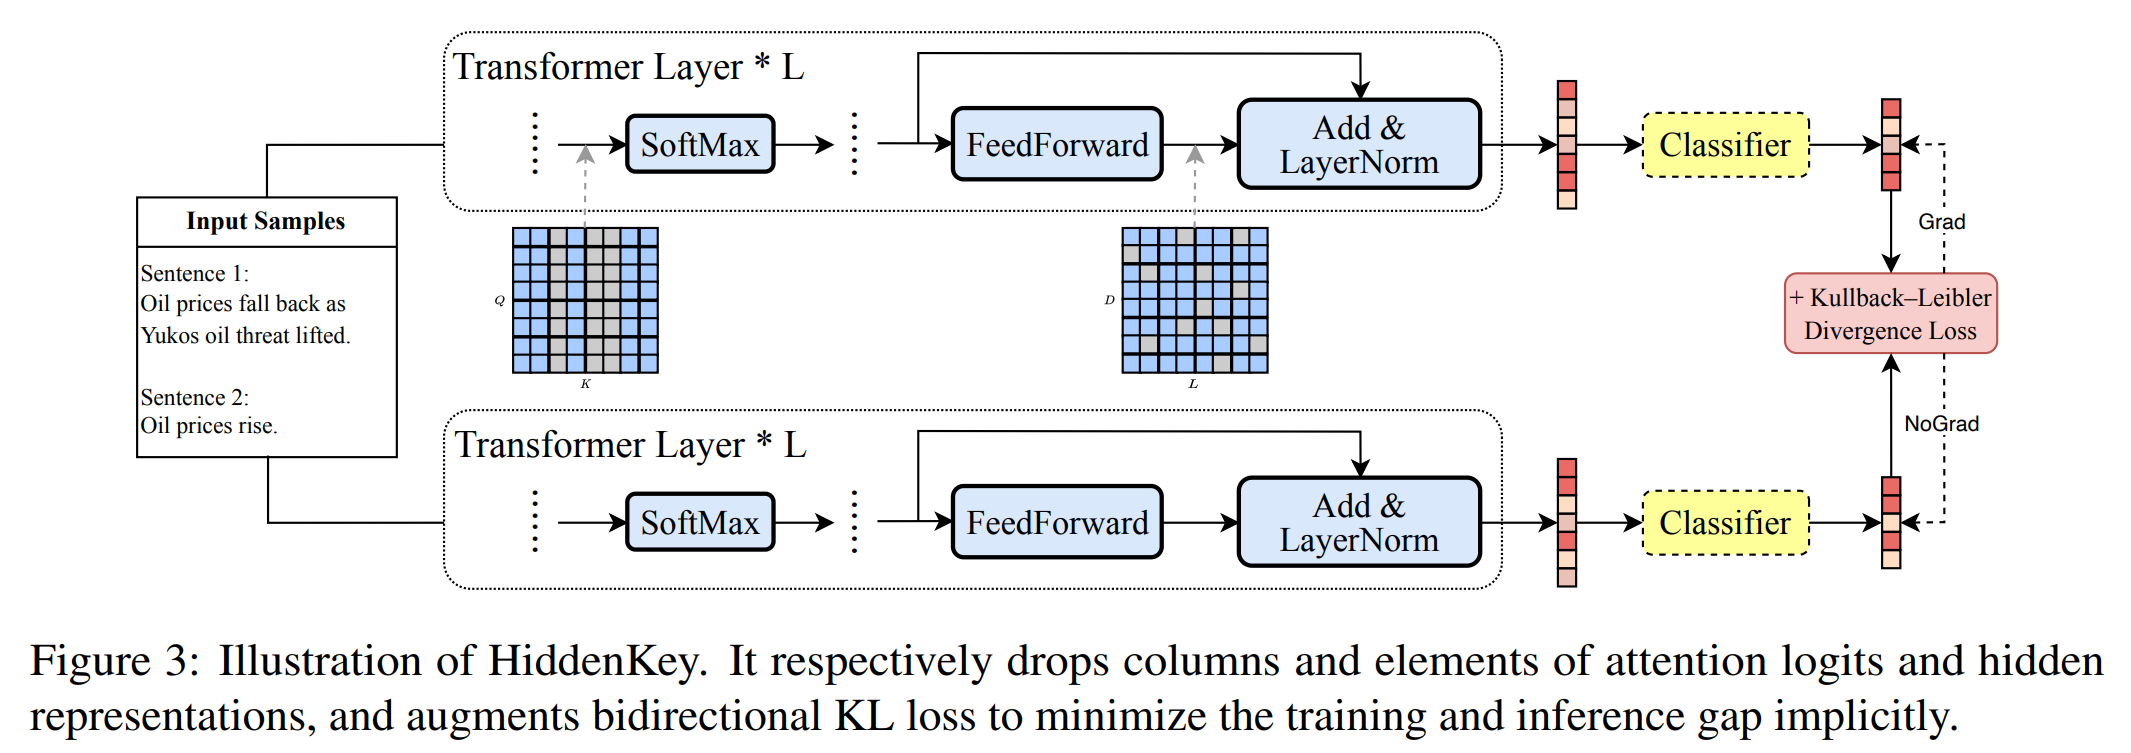 Transformer Layer * L
SoftMax
FeedForward
Add &
LayerNorm
Classifier
Input Samples
Sentence 1:
Oil prices fall back as
Yukos oil threat lifted.
Sentence 2:
Oil prices rise.
Q
K
D
L
Grad
+ Kullback–Leibler
Divergence Loss
NoGrad
Transformer Layer * L
SoftMax
FeedForward
Add &
LayerNorm
Classifier
Figure 3: Illustration of HiddenKey. It respectively drops columns and elements of attention logits and hidden
representations, and augments bidirectional KL loss to minimize the training and inference gap implicitly.